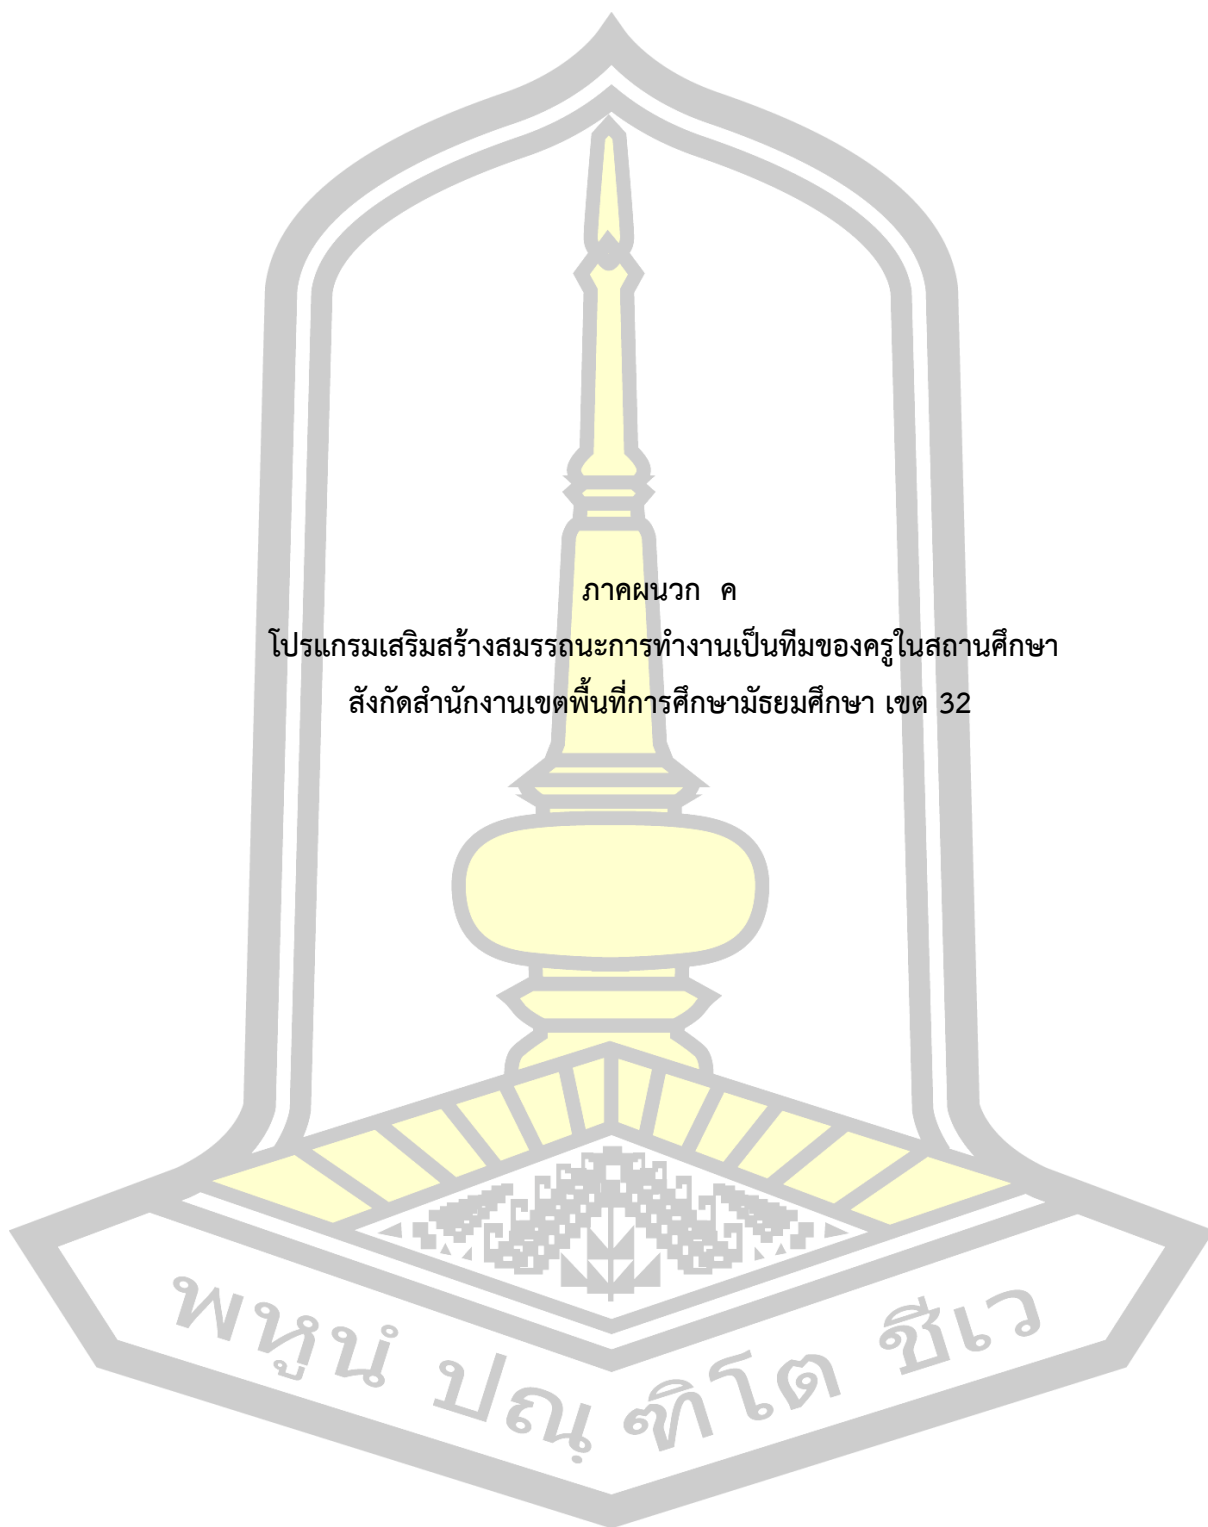 ภาคผนวก ค
โปรแกรมเสริมสร้างสมรรถนะการทำงานเป็นทีมของครูในสถานศึกษา
สังกัดสำนักงานเขตพื้นที่การศึกษามัธยมศึกษา เขต 32
พหูนํ ปณฺฑิโต ชีเว